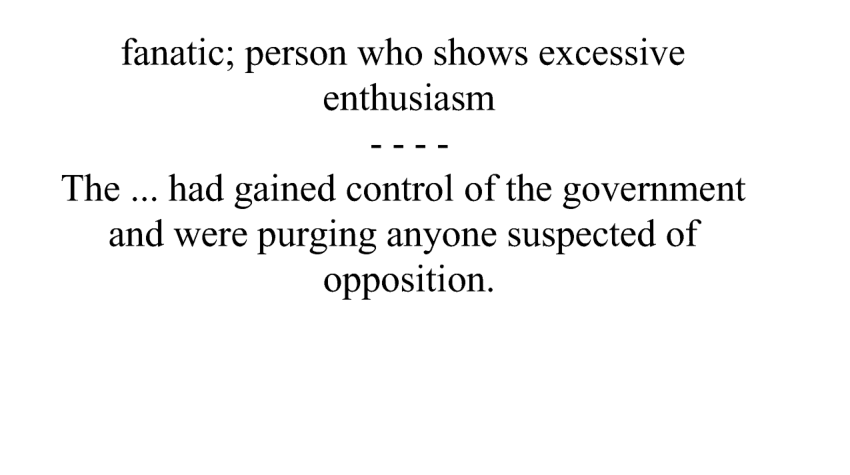 fanatic; person who shows excessive
enthusiasm
- - - -
The ... had gained control of the government
and were purging anyone suspected of
opposition.